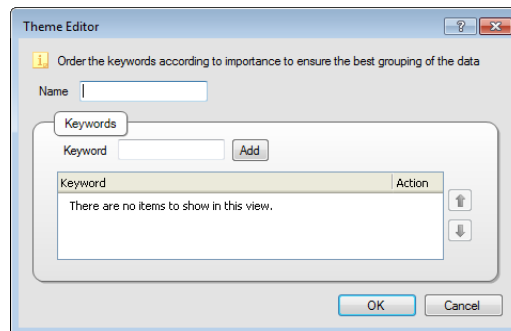 Theme Editor
Order the keywords according to importance to ensure the best grouping of the data
Name
Keywords
Keyword Add
Keyword Action
There are no items to show in this view.
OK Cancel